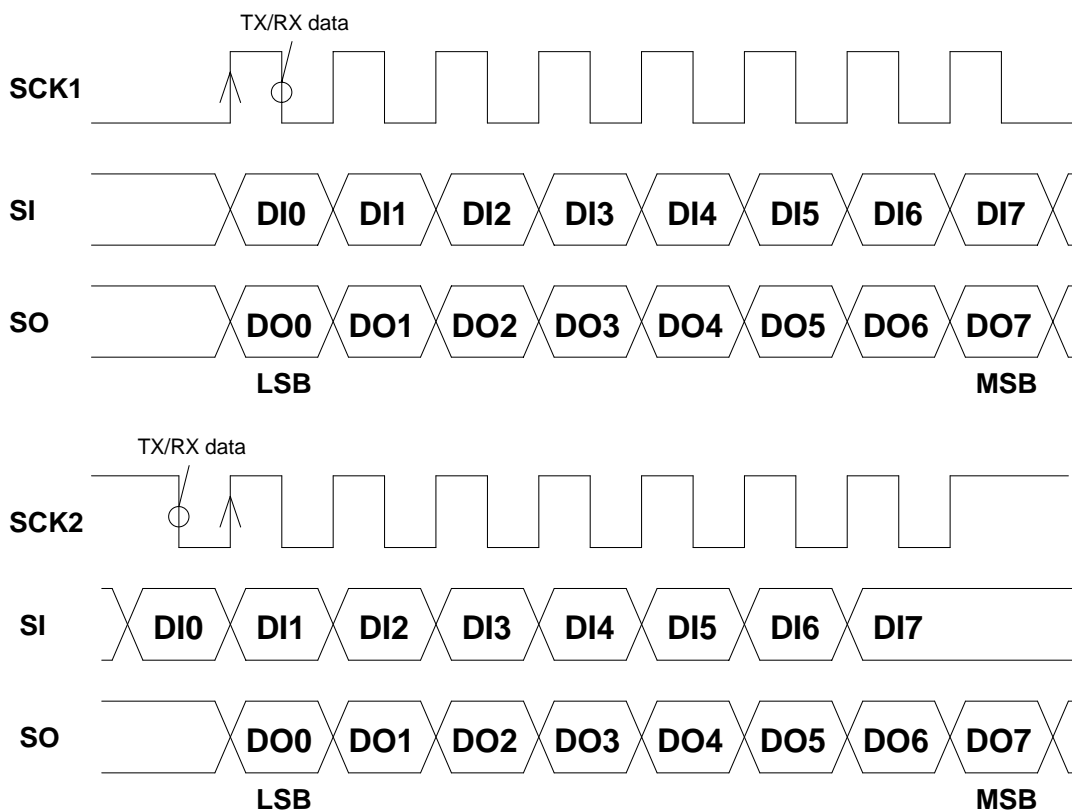 TX/RX data
SCK1
SI DI0 DI1 DI2 DI3 DI4 DI5 DI6 DI7
SO DO0 DO1 DO2 DO3 DO4 DO5 DO6 DO7
LSB MSB
TX/RX data
SCK2
SI DI0 DI1 DI2 DI3 DI4 DI5 DI6 DI7
SO DO0 DO1 DO2 DO3 DO4 DO5 DO6 DO7
LSB MSB